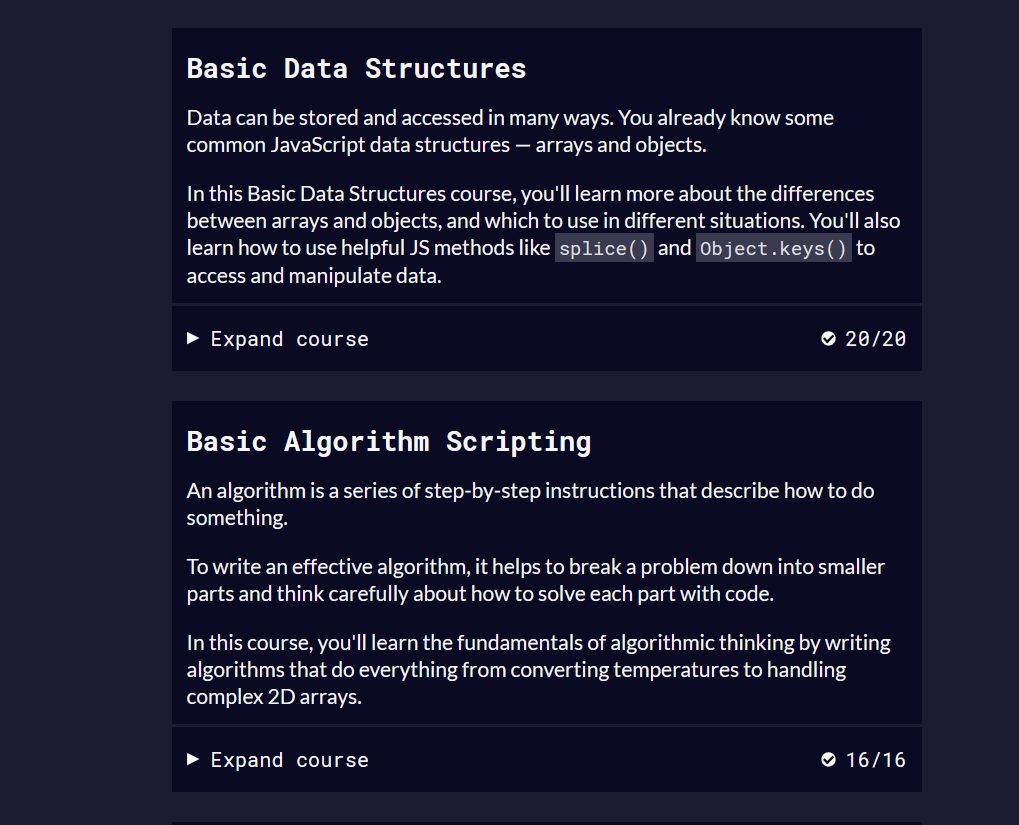 Basic Data Structures
Data can be stored and accessed in many ways. You already know some
common JavaScript data structures — arrays and objects.
In this Basic Data Structures course, you'll learn more about the differences
between arrays and objects, and which to use in different situations. You'll also
learn how to use helpful JS methods like splice() and Object.keys() to
access and manipulate data.
Expand course 20/20
Basic Algorithm Scripting
An algorithm is a series of step-by-step instructions that describe how to do
something.
To write an effective algorithm, it helps to break a problem down into smaller
parts and think carefully about how to solve each part with code.
In this course, you'll learn the fundamentals of algorithmic thinking by writing
algorithms that do everything from converting temperatures to handling
complex 2D arrays.
Expand course 16/16